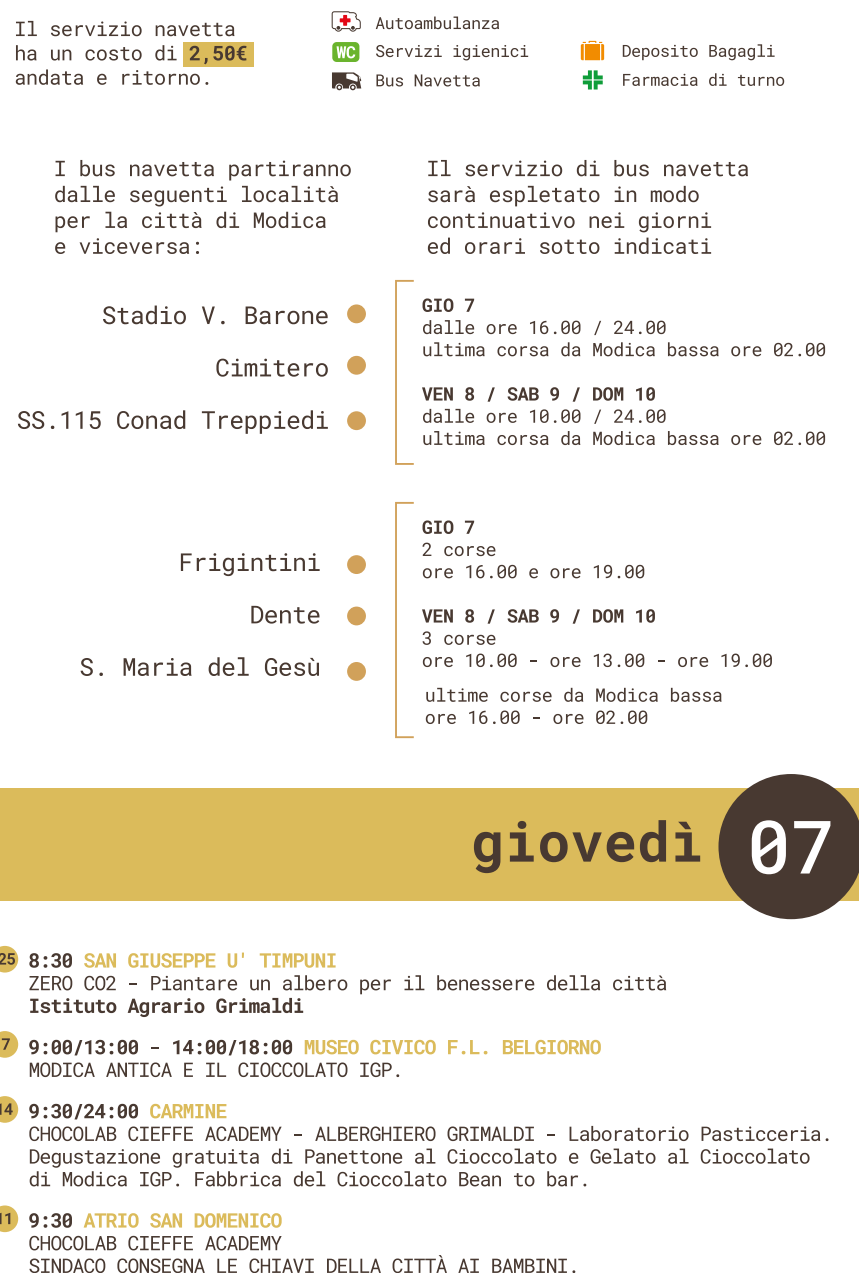 Il servizio navetta
ha un costo di 2,50€
andata e ritorno.
Autoambulanza
WC Servizi igienici
Bus Navetta
Deposito Bagagli
Farmacia di turno
I bus navetta partiranno
dalle seguenti località
per la città di Modica
e viceversa:
Il servizio di bus navetta
sarà espletato in modo
continuativo nei giorni
ed orari sotto indicati
Stadio V. Barone
Cimitero
SS.115 Conad Treppiedi
GIO 7
dalle ore 16.00 / 24.00
ultima corsa da Modica bassa ore 02.00
VEN 8 / SAB 9 / DOM 10
dalle ore 10.00 / 24.00
ultima corsa da Modica bassa ore 02.00
Frigintini
Dente
S. Maria del Gesù
GIO 7
2 corse
ore 16.00 e ore 19.00
VEN 8 / SAB 9 / DOM 10
3 corse
ore 10.00 - ore 13.00 - ore 19.00
ultime corse da Modica bassa
ore 16.00 - ore 02.00
giovedì 07
25 8:30 SAN GIUSEPPE U' TIMPUNI
ZERO CO2 - Piantare un albero per il benessere della città
Istituto Agrario Grimaldi
7 9:00/13:00 - 14:00/18:00 MUSEO CIVICO F.L. BELGIORNO
MODICA ANTICA E IL CIOCCOLATO IGP.
14 9:30/24:00 CARMINE
CHOCOLAB CIEFFE ACADEMY - ALBERGHIERO GRIMALDI - Laboratorio Pasticceria.
Degustazione gratuita di Panettone al Cioccolato e Gelato al Cioccolato
di Modica IGP. Fabbrica del Cioccolato Bean to bar.
11 9:30 ATRIO SAN DOMENICO
CHOCOLAB CIEFFE ACADEMY
SINDACO CONSEGNA LE CHIAVI DELLA CITTÀ AI BAMBINI.